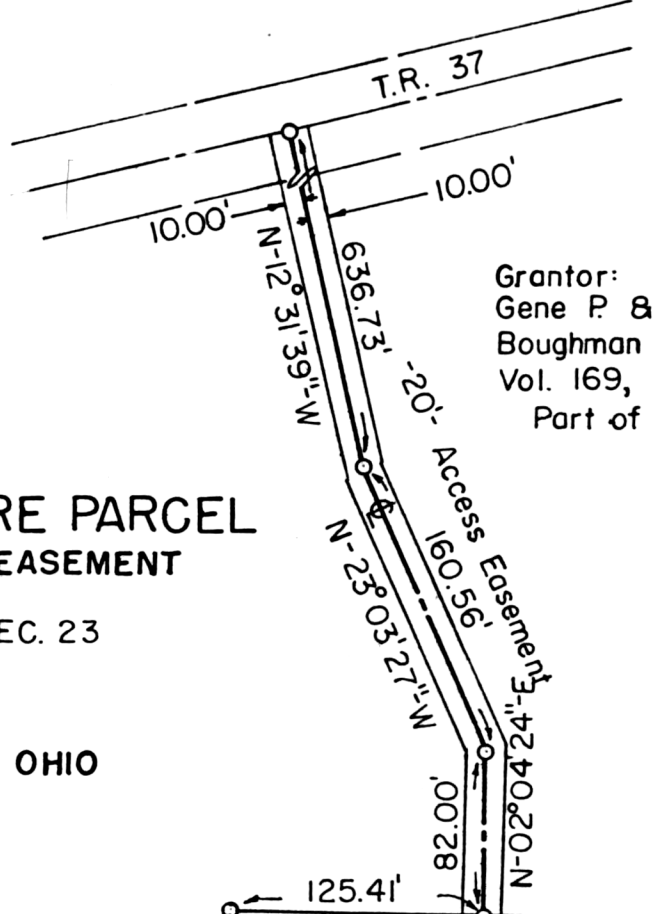 T.R. 37
10.00'
10.00'
N-12°31'39"-W
636.73'
Grantor:
Gene P. &
Boughman
Vol. 169,
Part of
-20'- Access Easement
RE PARCEL
EASEMENT
EC. 23
OHIO
N-23°03'27"-W
160.56'
N-02°04'24"-E
82.00'
125.41'